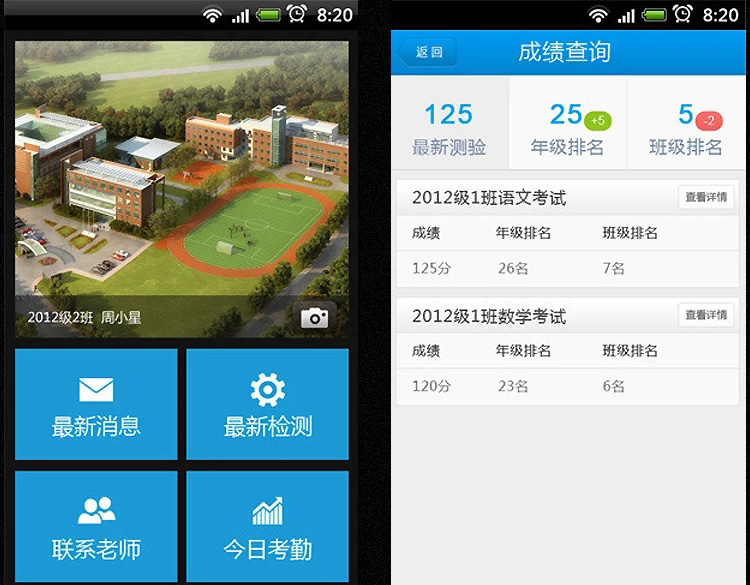 8:20
2012级2班 周小星
最新消息
最新检测
联系老师
今日考勤
8:20
返回
成绩查询
125
25 +5
5 -2
最新测验
年级排名
班级排名
2012级1班语文考试
查看详情
成绩 年级排名 班级排名
125分 26名 7名
2012级1班数学考试
查看详情
成绩 年级排名 班级排名
120分 23名 6名